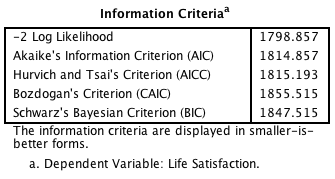 Information Criteriaa
-2 Log Likelihood 1798.857
Akaike's Information Criterion (AIC) 1814.857
Hurvich and Tsai's Criterion (AICC) 1815.193
Bozdogan's Criterion (CAIC) 1855.515
Schwarz's Bayesian Criterion (BIC) 1847.515
The information criteria are displayed in smaller-is-
better forms.
a. Dependent Variable: Life Satisfaction.